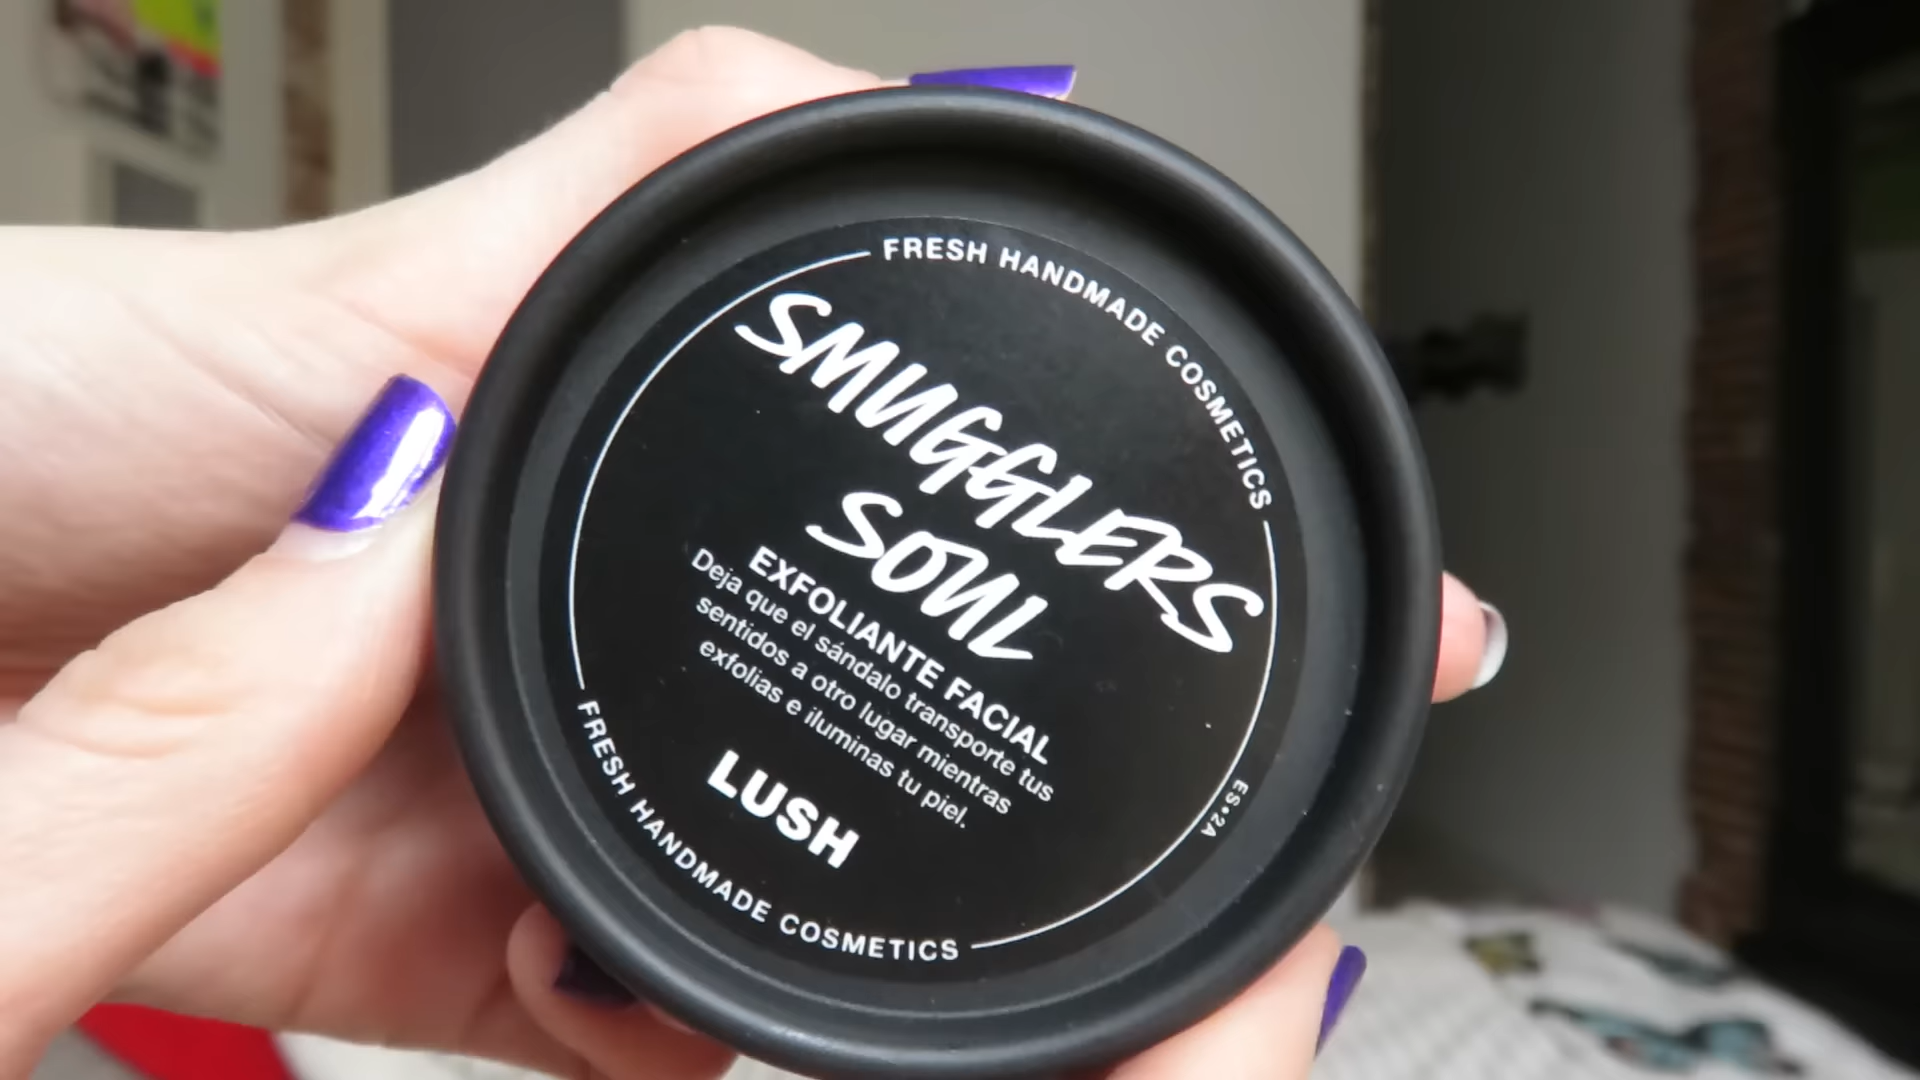 FRESH HANDMADE COSMETICS
SMUGGLERS
SOUL
EXFOLIANTE FACIAL
Deja que el sándalo transporte tus
sentidos a otro lugar mientras
exfolias e iluminas tu piel.
LUSH
ES•2A
FRESH HANDMADE COSMETICS